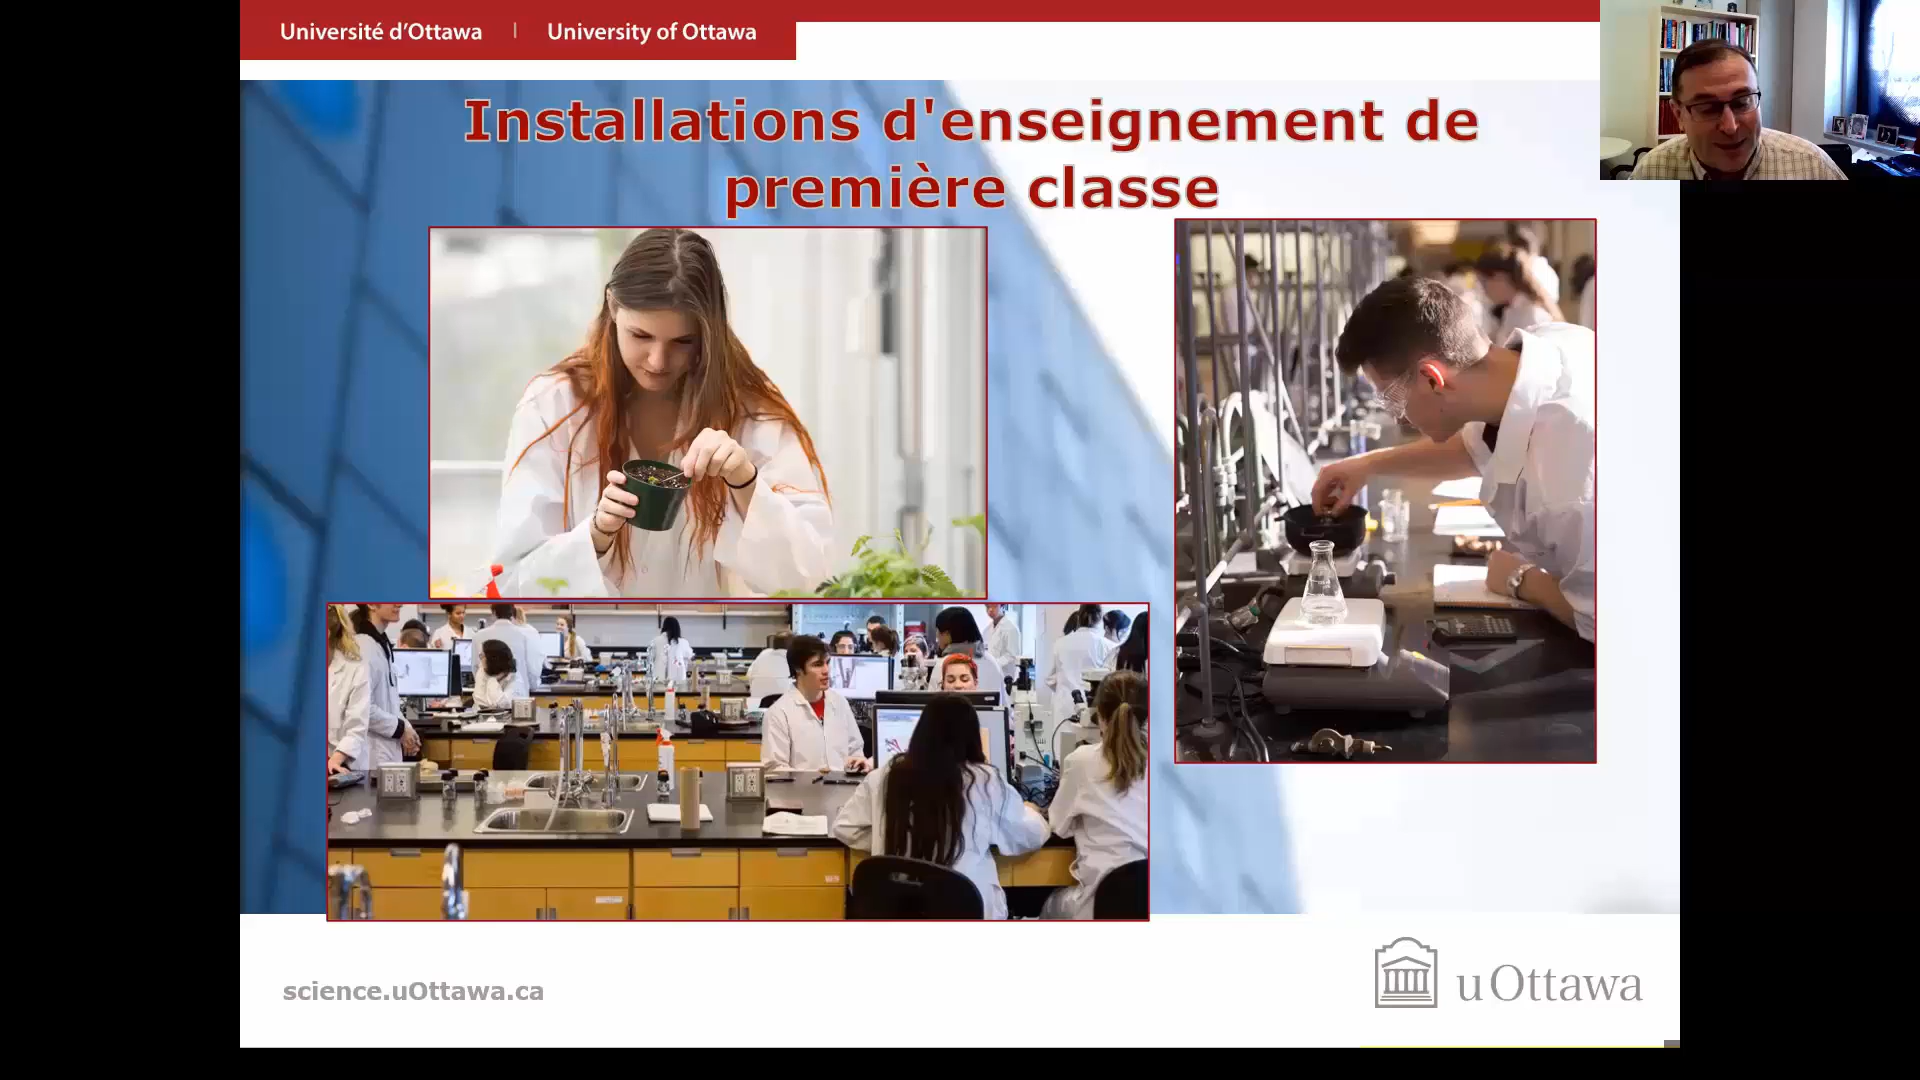 Université d'Ottawa | University of Ottawa
Installations d'enseignement de
première classe
science.uOttawa.ca
uOttawa